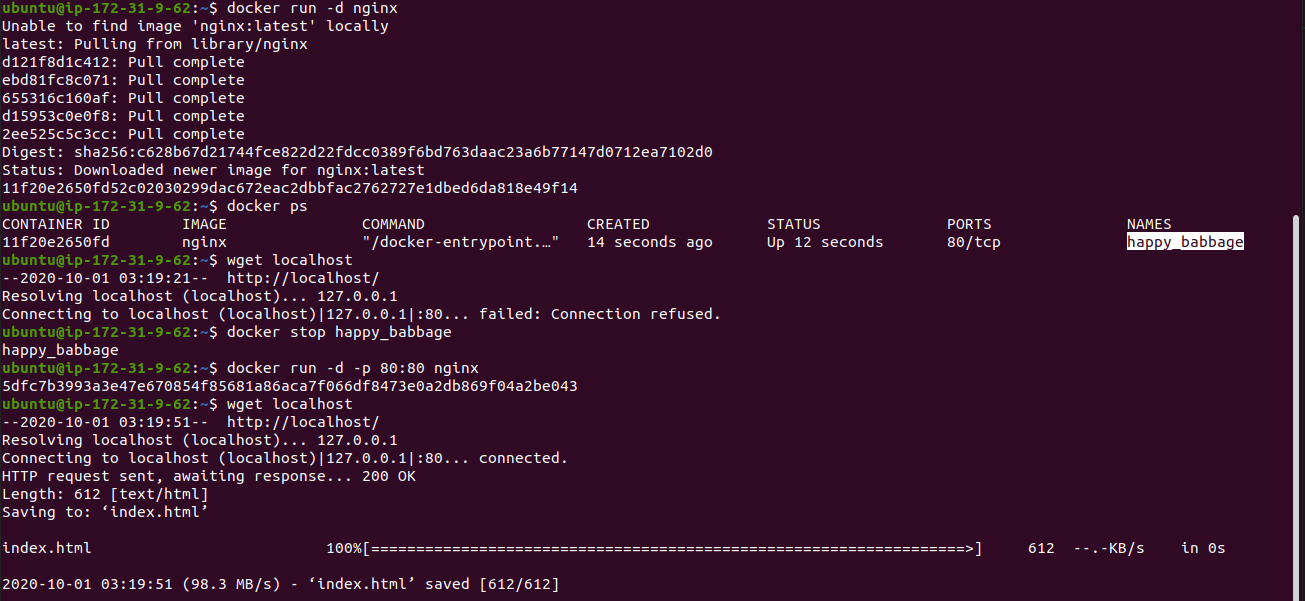 ubuntu@ip-172-31-9-62:~$ docker run -d nginx
Unable to find image 'nginx:latest' locally
latest: Pulling from library/nginx
d121f8d1c412: Pull complete
ebd81fc8c071: Pull complete
655316c160af: Pull complete
d15953c0e0f8: Pull complete
2ee525c5c3cc: Pull complete
Digest: sha256:c628b67d21744fce822d22fdcc0389f6bd763daac23a6b77147d0712ea7102d0
Status: Downloaded newer image for nginx:latest
11f20e2650fd52c02030299dac672eac2dbbfac2762727e1dbed6da818e49f14
ubuntu@ip-172-31-9-62:~$ docker ps
CONTAINER ID        IMAGE               COMMAND                  CREATED             STATUS              PORTS               NAMES
11f20e2650fd        nginx               "/docker-entrypoint.…"   14 seconds ago      Up 12 seconds       80/tcp              happy_babbage
ubuntu@ip-172-31-9-62:~$ wget localhost
--2020-10-01 03:19:21--  http://localhost/
Resolving localhost (localhost)... 127.0.0.1
Connecting to localhost (localhost)|127.0.0.1|:80... failed: Connection refused.
ubuntu@ip-172-31-9-62:~$ docker stop happy_babbage
happy_babbage
ubuntu@ip-172-31-9-62:~$ docker run -d -p 80:80 nginx
5dfc7b3993a3e47e670854f85681a86aca7f066df8473e0a2db869f04a2be043
ubuntu@ip-172-31-9-62:~$ wget localhost
--2020-10-01 03:19:51--  http://localhost/
Resolving localhost (localhost)... 127.0.0.1
Connecting to localhost (localhost)|127.0.0.1|:80... connected.
HTTP request sent, awaiting response... 200 OK
Length: 612 [text/html]
Saving to: ‘index.html’
index.html                          100%[==================================================================>]     612  --.-KB/s    in 0s
2020-10-01 03:19:51 (98.3 MB/s) - ‘index.html’ saved [612/612]